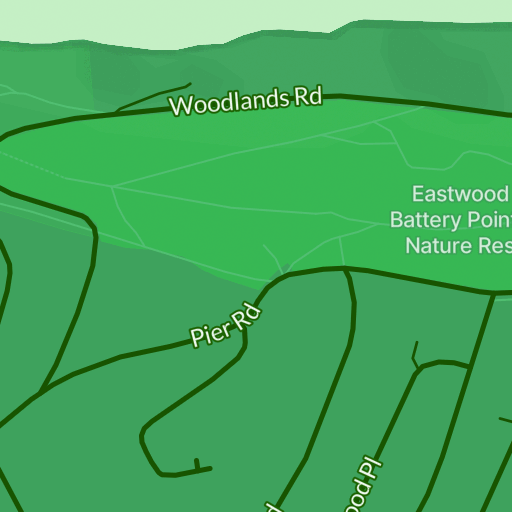 Woodlands Rd
Eastwood
Battery Point
Nature Res
Pier Rd
ood Pl
d